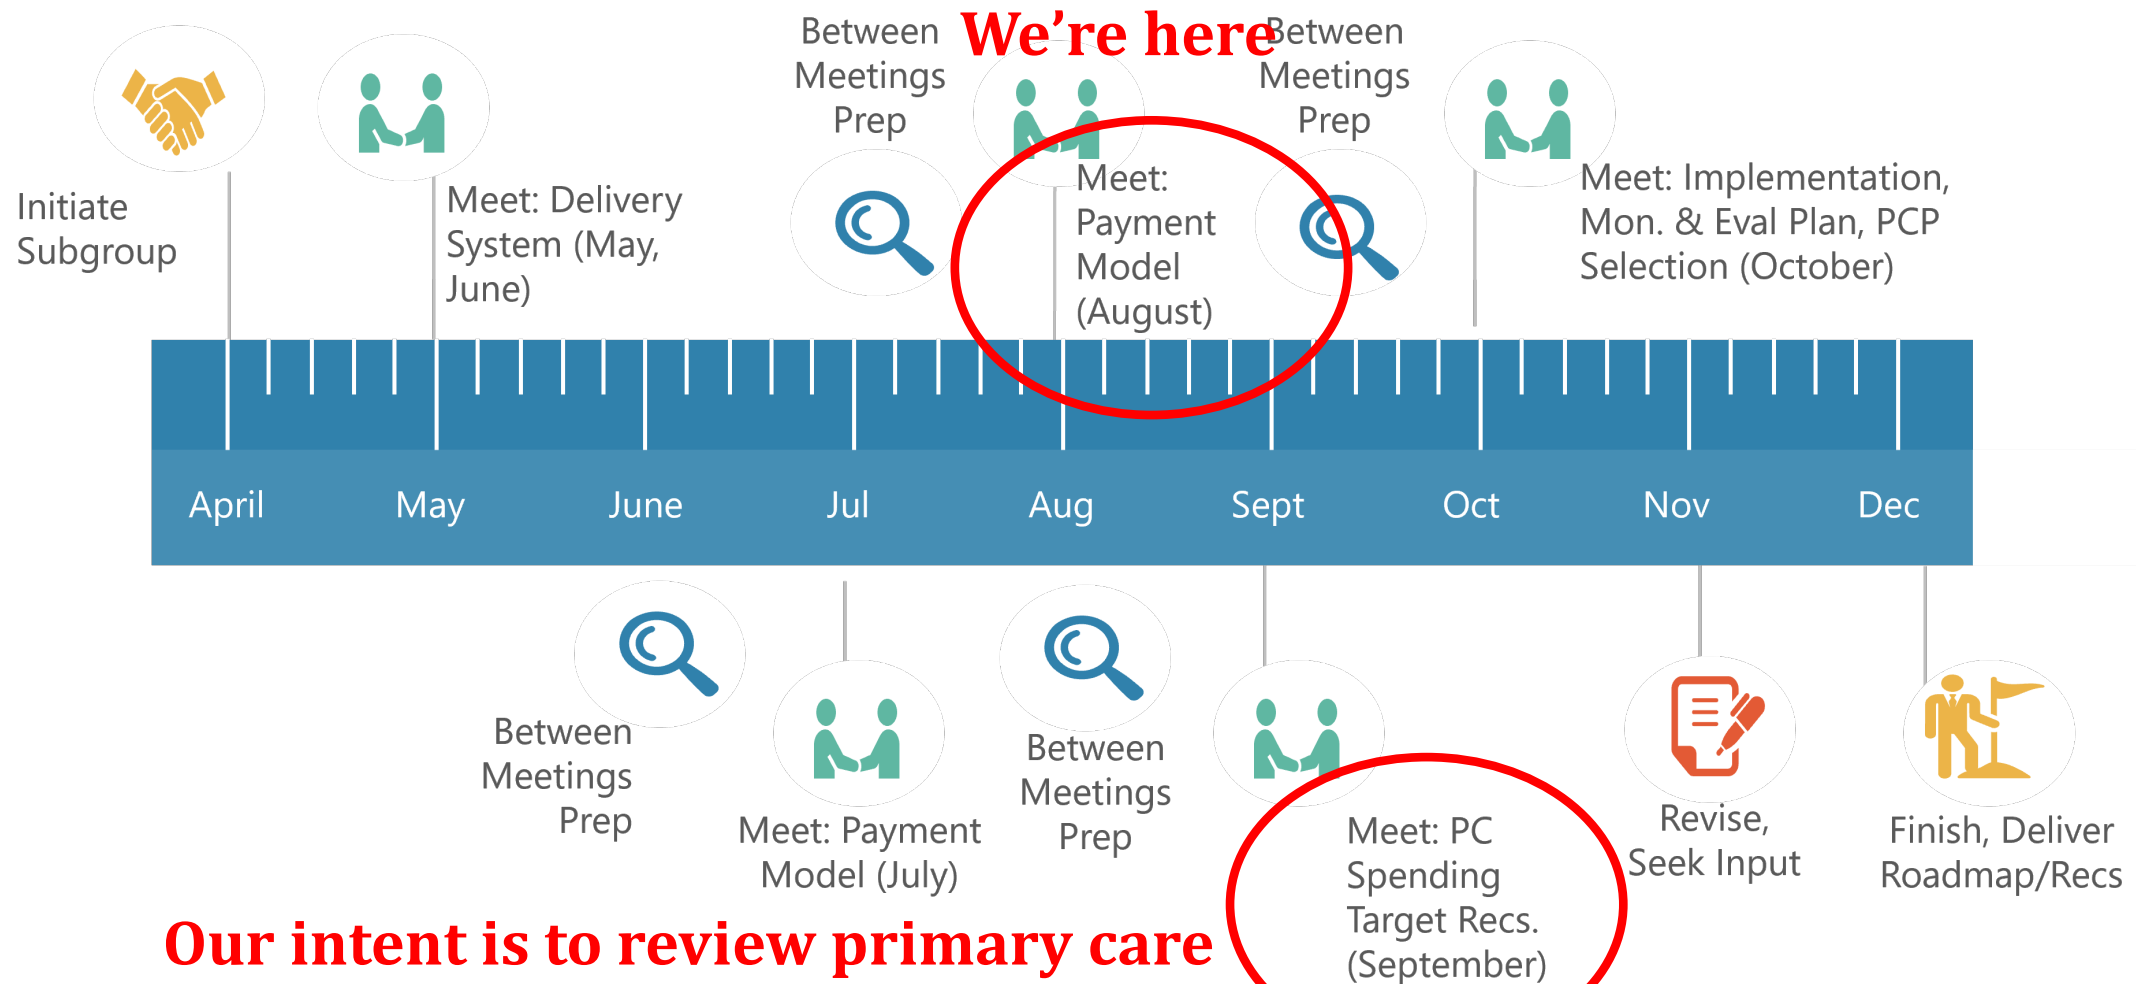 We're here
Between
Meetings
Prep
Between
Meetings
Prep
Initiate
Subgroup
Meet: Delivery
System (May,
June)
Meet:
Payment
Model
(August)
Meet: Implementation,
Mon. & Eval Plan, PCP
Selection (October)
April
May
June
Jul
Aug
Sept
Oct
Nov
Dec
Between
Meetings
Prep
Meet: Payment
Model (July)
Between
Meetings
Prep
Meet: PC
Spending
Target Recs.
(September)
Revise,
Seek Input
Finish, Deliver
Roadmap/Recs
Our intent is to review primary care